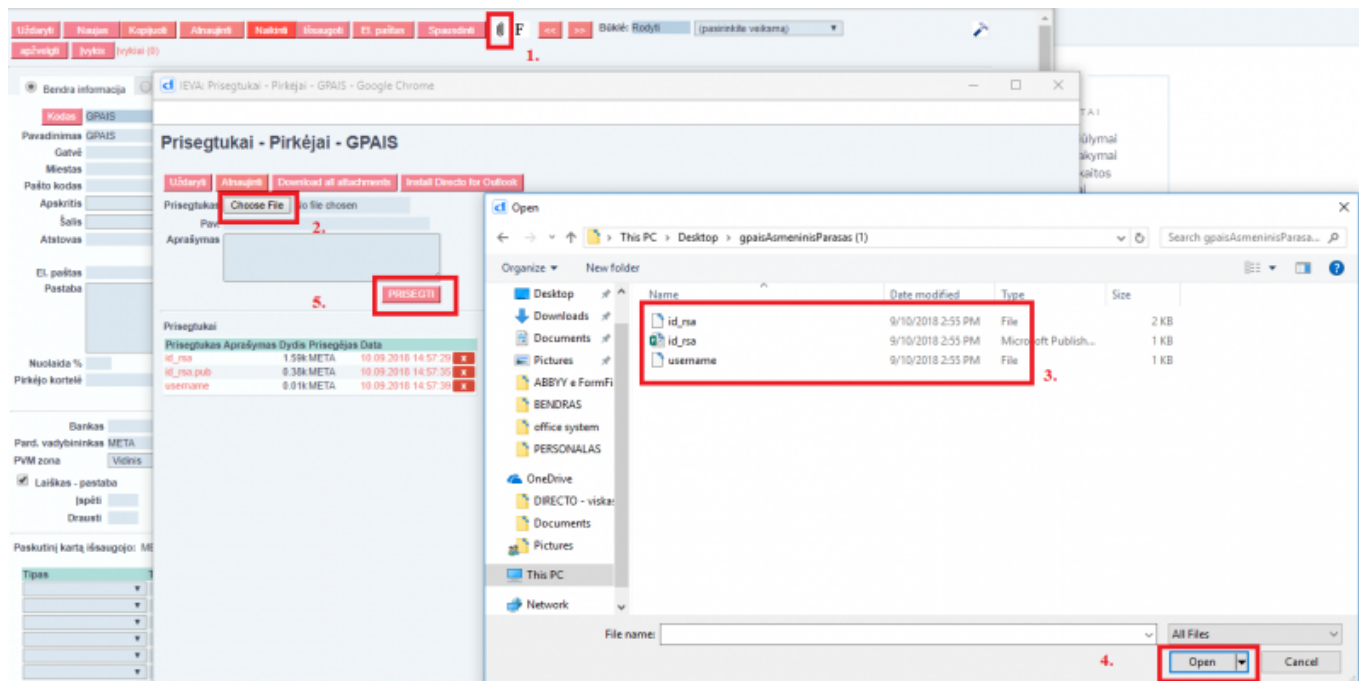 Uždaryti Naujas Kopijuoti Atnaujinti Naikinti Išsaugoti El. paštas Spausdinti F << >> Būklė: Rodyti (pasirinkite veiksmą)
1.
apžvelgti Įvykis Įvykiai (0)
Bendra informacija
Kodas GPAIS
Pavadinimas GPAIS
Gatvė
Miestas
Pašto kodas
Apskritis
Šalis
Atstovas
El. paštas
Pastaba
Nuolaida %
Pirkėjo kortelė
Bankas
Pard. vadybininkas META
PVM zona Vidinis
Laiškas - pastaba
Įspėti
Drausti
Paskutinį kartą išsaugojo: ME
Tipas
IEVA: Prisegtukai - Pirkėjai - GPAIS - Google Chrome
Prisegtukai - Pirkėjai - GPAIS
Uždaryti Atnaujinti Download all attachments Install Directo for Outlook
Prisegtukas Choose File No file chosen
2.
Pav.
Aprašymas
5. PRISEGTI
Prisegtukai
Prisegtukas Aprašymas Dydis Prisegėjas Data
id_rsa 1.59k META 10.09.2018 14:57:29 x
id_rsa.pub 0.38k META 10.09.2018 14:57:35 x
username 0.01k META 10.09.2018 14:57:39 x
TAI
ūlymai
akymai
kaitos
Open
This PC > Desktop > gpaisAsmeninisParasas (1) Search gpaisAsmeninisParasa...
Organize New folder
Desktop
Downloads
Documents
Pictures
ABBYY e FormFi
BENDRAS
office system
PERSONALAS
OneDrive
DIRECTO - viskas
Documents
Pictures
This PC
Network
Name Date modified Type Size
id_rsa 9/10/2018 2:55 PM File 2 KB
id_rsa 9/10/2018 2:55 PM Microsoft Publish... 1 KB
username 9/10/2018 2:55 PM File 1 KB
3.
File name: All Files
4. Open Cancel